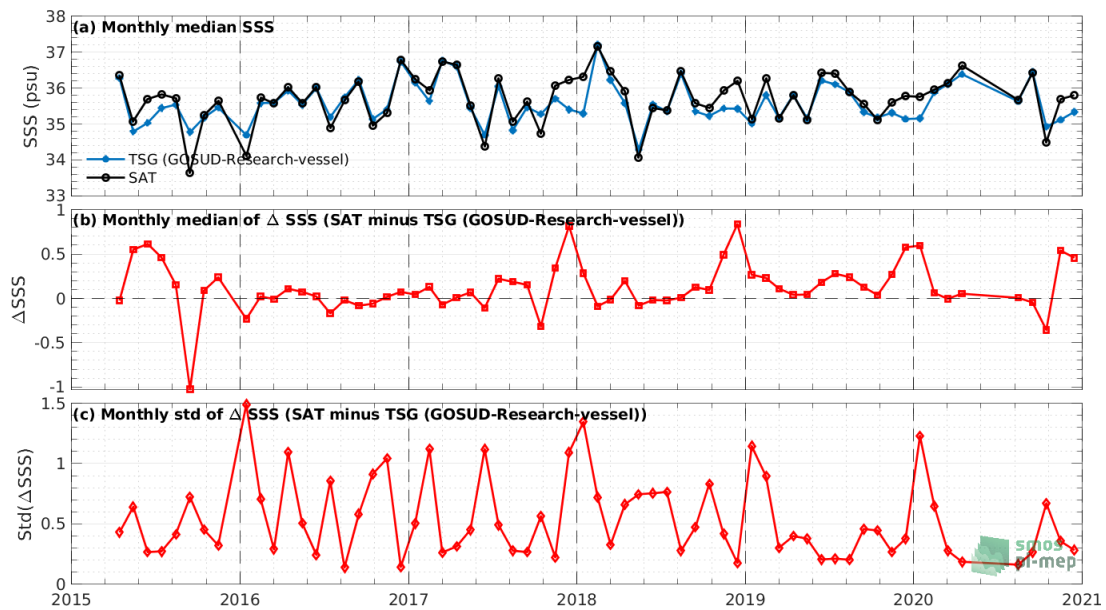 (a) Monthly median SSS
38
37
36
35
34
33
SSS (psu)
TSG (GOSUD-Research-vessel)
SAT
(b) Monthly median of Δ SSS (SAT minus TSG (GOSUD-Research-vessel))
1
0.5
0
-0.5
-1
ΔSSS
(c) Monthly std of Δ SSS (SAT minus TSG (GOSUD-Research-vessel))
1.5
1
0.5
0
Std(ΔSSS)
smos
pi-mep
2015 2016 2017 2018 2019 2020 2021